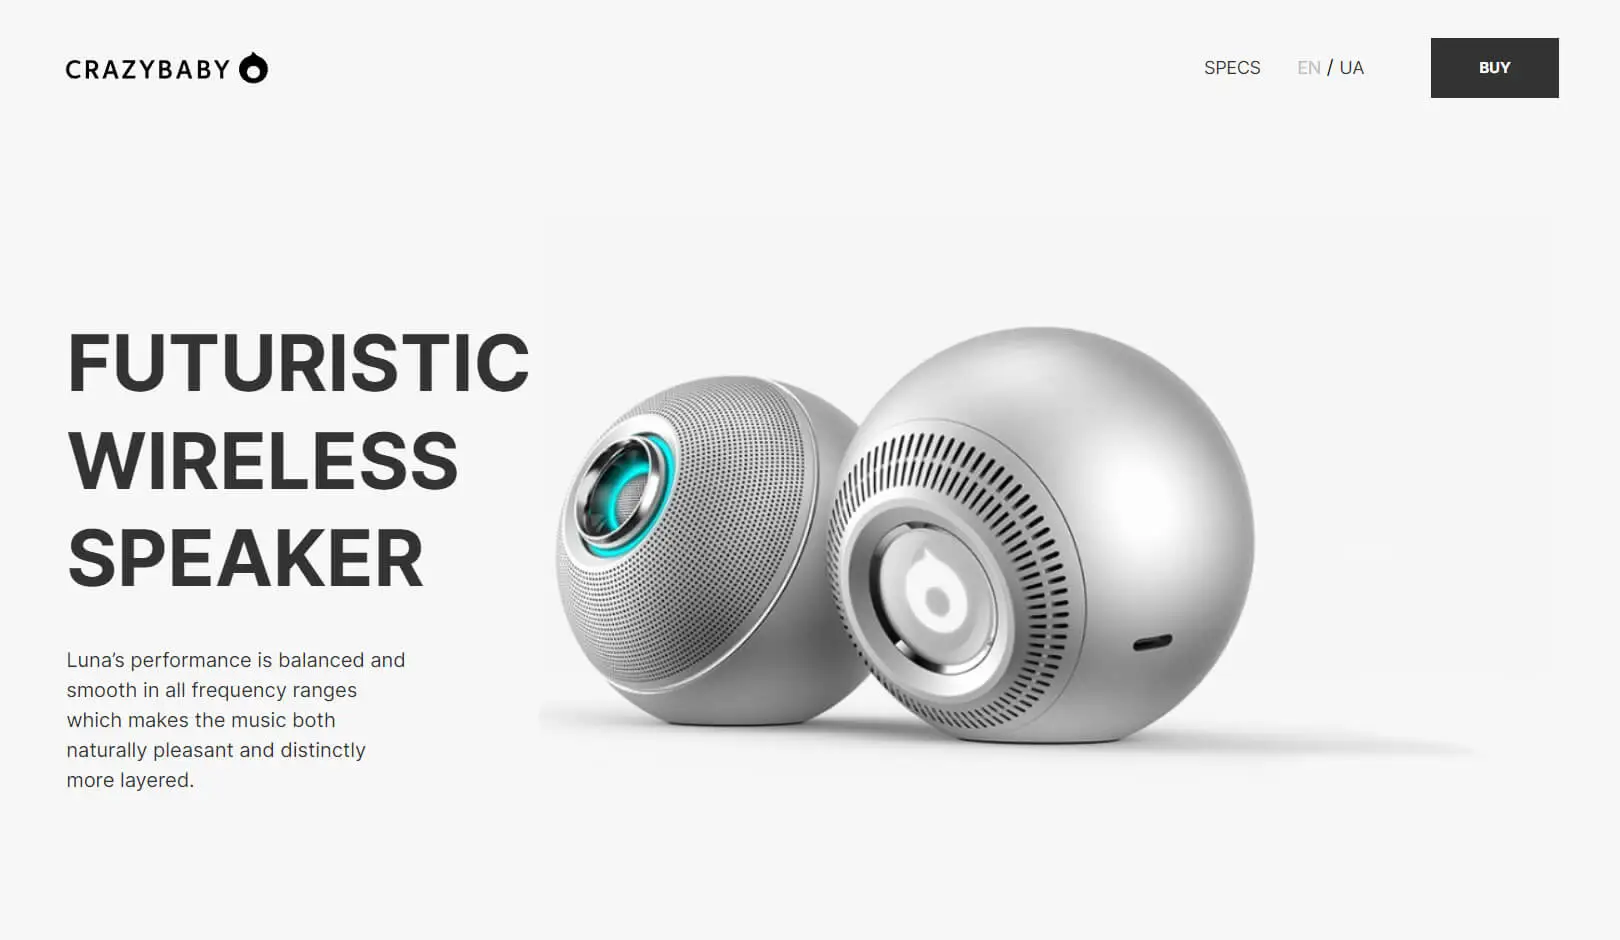 CRAZYBABY
SPECS
EN / UA
BUY
FUTURISTIC
WIRELESS
SPEAKER
Luna’s performance is balanced and
smooth in all frequency ranges
which makes the music both
naturally pleasant and distinctly
more layered.